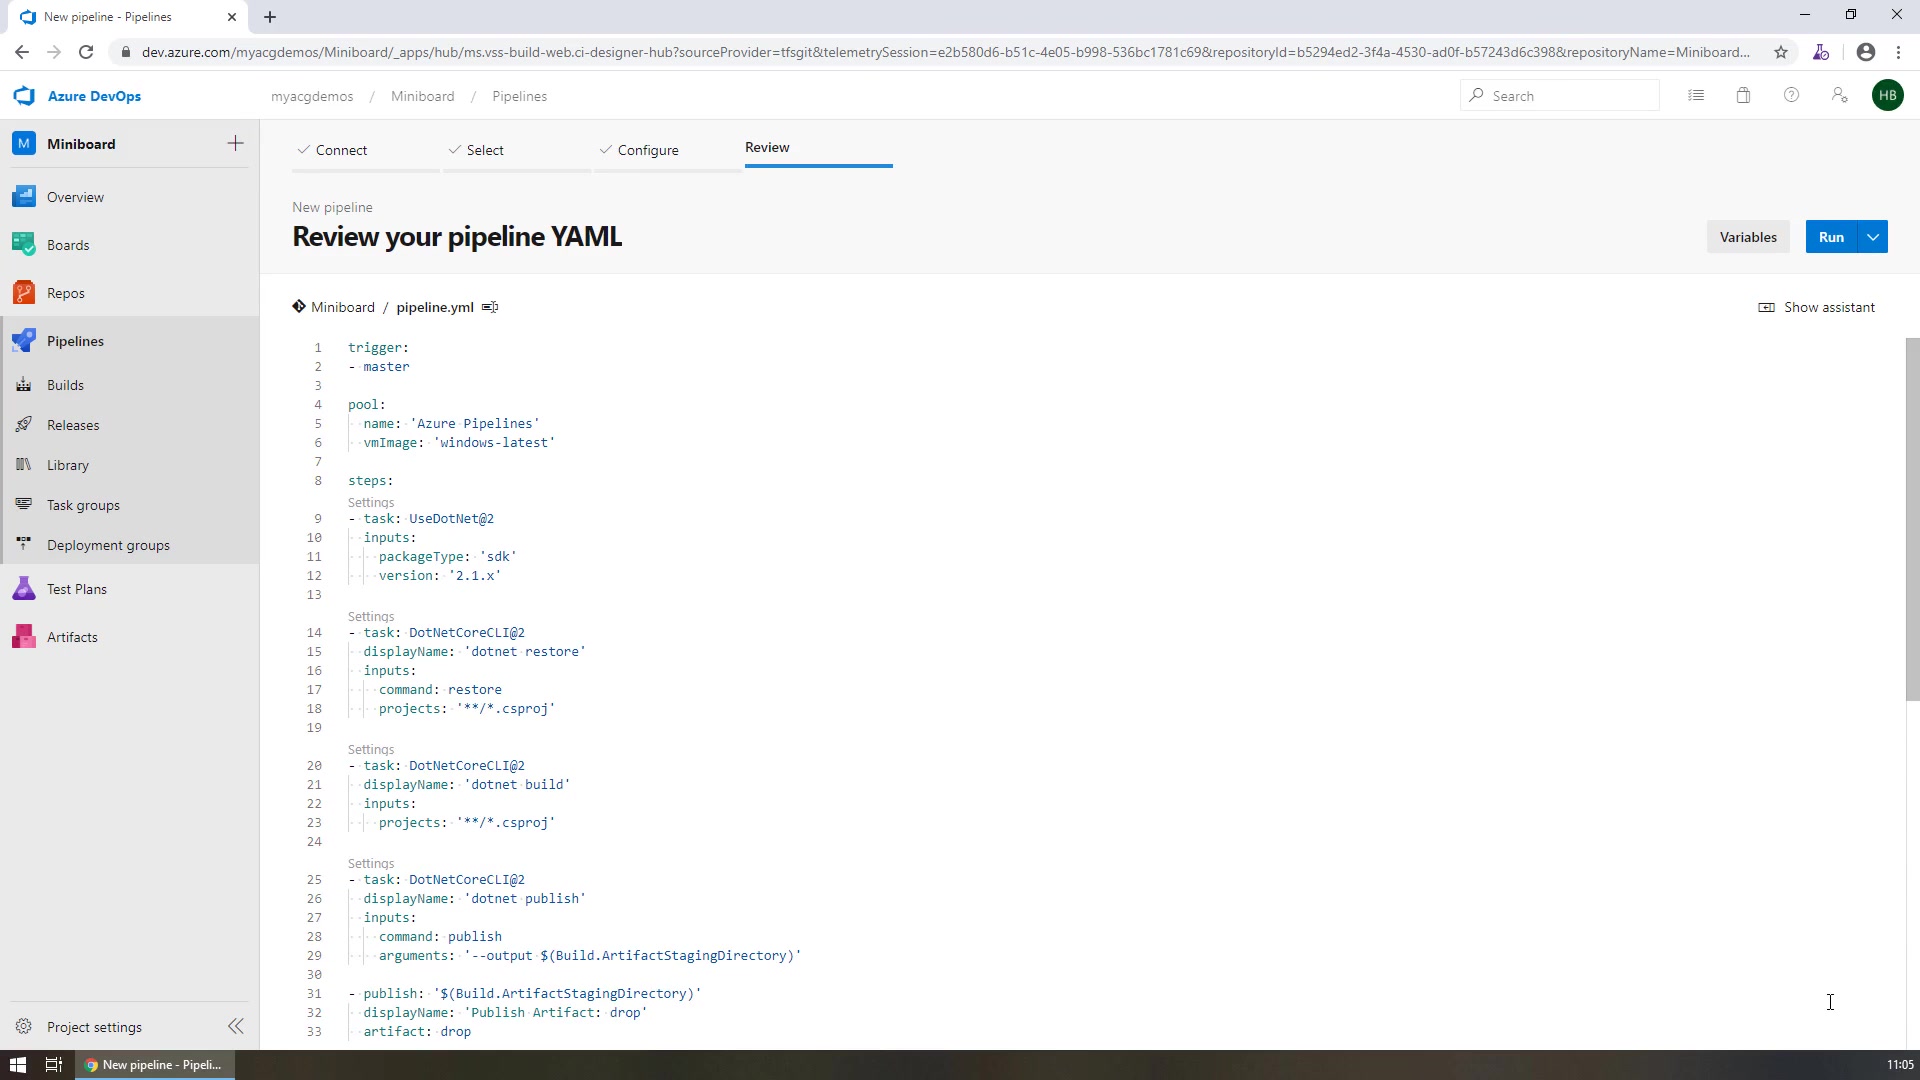 New pipeline - Pipelines
dev.azure.com/myacgdemos/Miniboard/_apps/hub/ms.vss-build-web.ci-designer-hub?sourceProvider=tfsgit&telemetrySession=e2b580d6-b51c-4e05-b998-536bc1781c69&repositoryId=b5294ed2-3f4a-4530-ad0f-b57243d6c398&repositoryName=Miniboard...
Azure DevOps
myacgdemos / Miniboard / Pipelines
Search
HB
M Miniboard
Overview
Boards
Repos
Pipelines
Builds
Releases
Library
Task groups
Deployment groups
Test Plans
Artifacts
Project settings
Connect
Select
Configure
Review
New pipeline
Review your pipeline YAML
Variables
Run
Miniboard / pipeline.yml
Show assistant
1 trigger:
2 - master
3
4 pool:
5 name: 'Azure Pipelines'
6 vmImage: 'windows-latest'
7
8 steps:
Settings
9 - task: UseDotNet@2
10 inputs:
11 packageType: 'sdk'
12 version: '2.1.x'
13
Settings
14 - task: DotNetCoreCLI@2
15 displayName: 'dotnet restore'
16 inputs:
17 command: restore
18 projects: '**/*.csproj'
19
Settings
20 - task: DotNetCoreCLI@2
21 displayName: 'dotnet build'
22 inputs:
23 projects: '**/*.csproj'
24
Settings
25 - task: DotNetCoreCLI@2
26 displayName: 'dotnet publish'
27 inputs:
28 command: publish
29 arguments: '--output $(Build.ArtifactStagingDirectory)'
30
31 - publish: '$(Build.ArtifactStagingDirectory)'
32 displayName: 'Publish Artifact: drop'
33 artifact: drop
New pipeline - Pipeli...
11:05